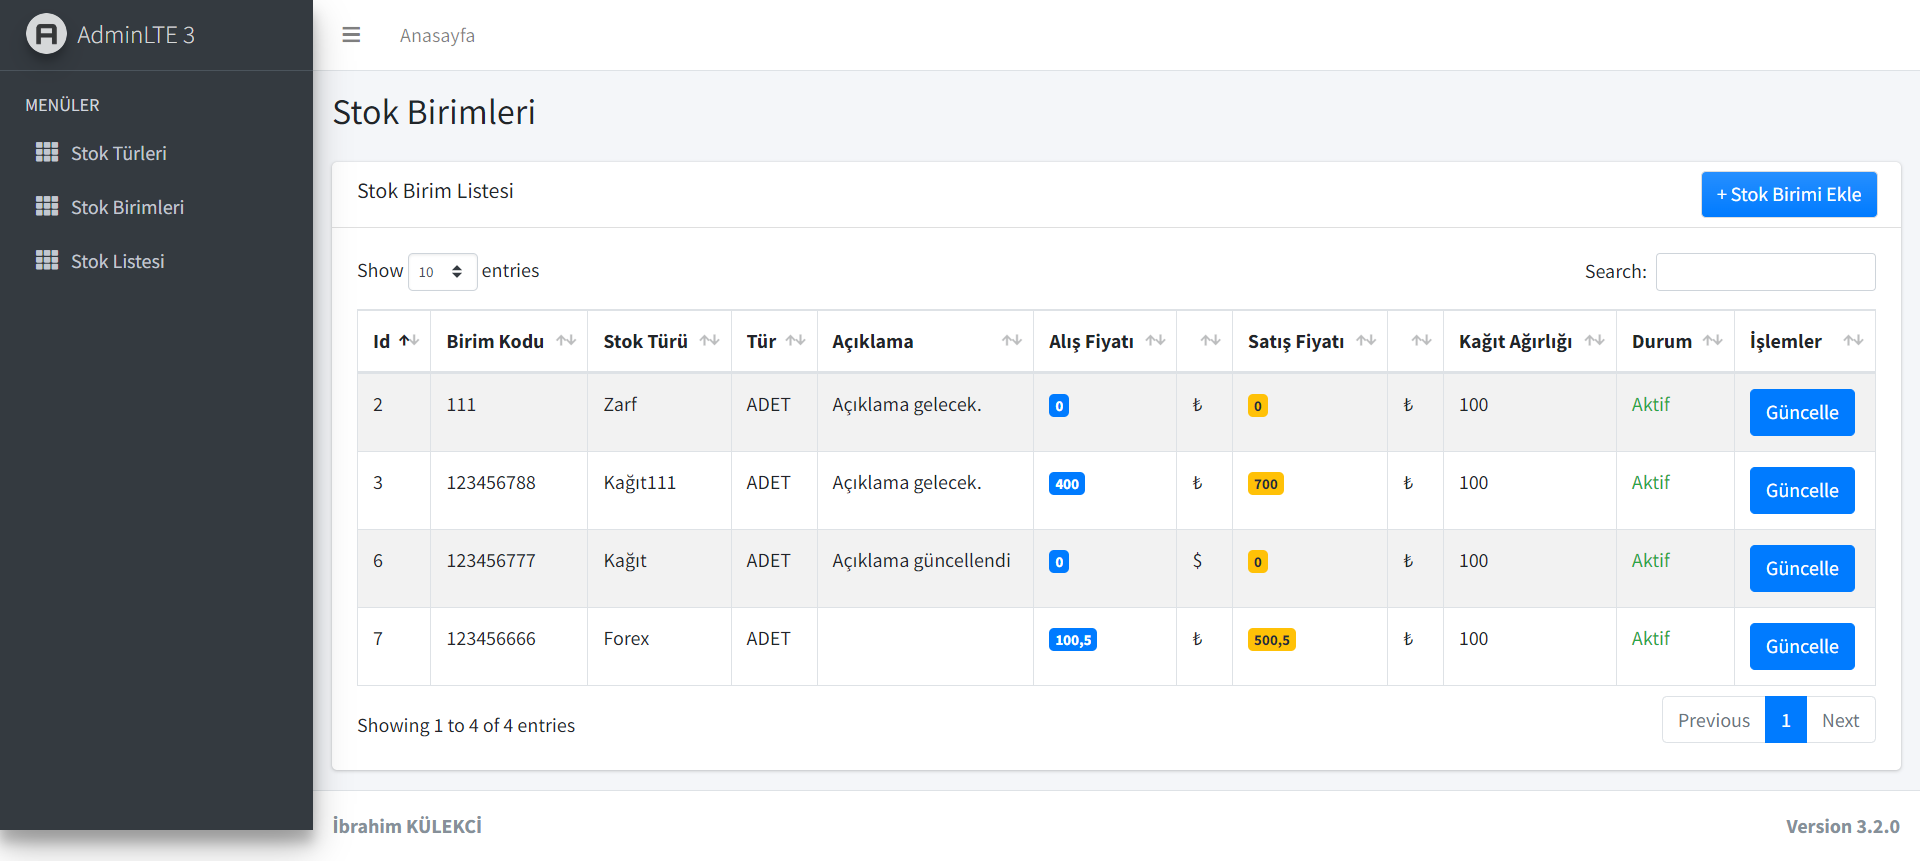 AdminLTE 3
Anasayfa
MENÜLER
Stok Türleri
Stok Birimleri
Stok Listesi
Stok Birimleri
Stok Birim Listesi
+ Stok Birimi Ekle
Show 10 entries
Search:
Id Birim Kodu Stok Türü Tür Açıklama Alış Fiyatı Satış Fiyatı Kağıt Ağırlığı Durum İşlemler
2 111 Zarf ADET Açıklama gelecek. 0 ₺ 0 ₺ 100 Aktif Güncelle
3 123456788 Kağıt111 ADET Açıklama gelecek. 400 ₺ 700 ₺ 100 Aktif Güncelle
6 123456777 Kağıt ADET Açıklama güncellendi 0 $ 0 ₺ 100 Aktif Güncelle
7 123456666 Forex ADET 100,5 ₺ 500,5 ₺ 100 Aktif Güncelle
Showing 1 to 4 of 4 entries
Previous 1 Next
İbrahim KÜLEKCİ
Version 3.2.0